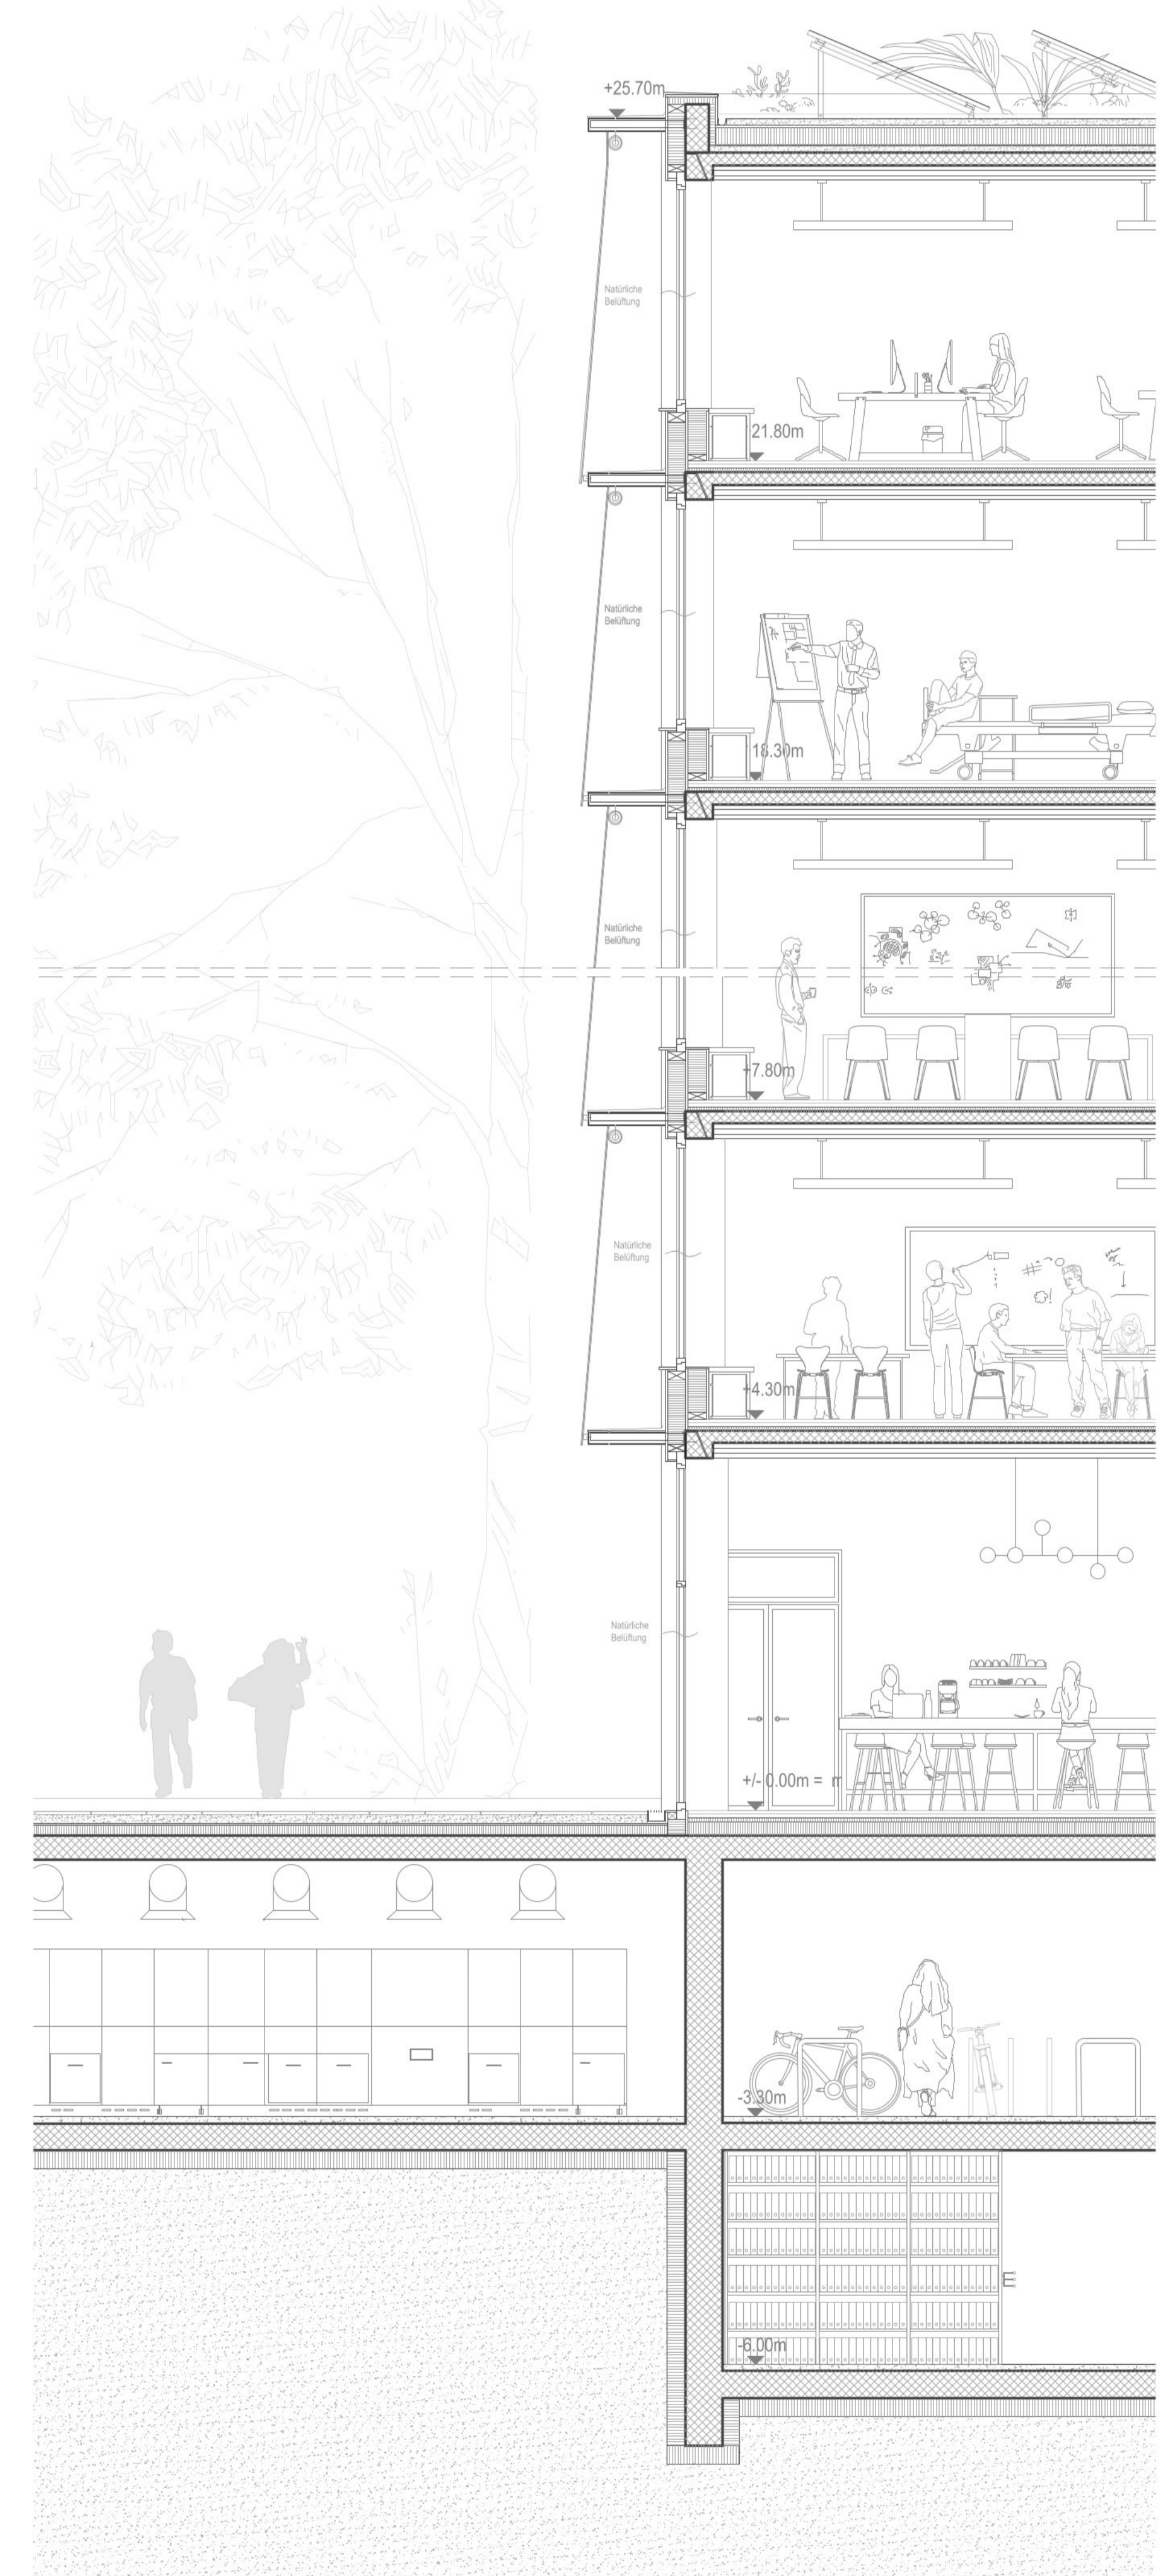 +25.70m
Natürliche
Belüftung
21.80m
Natürliche
Belüftung
18.30m
Natürliche
Belüftung
+7.80m
Natürliche
Belüftung
+4.30m
Natürliche
Belüftung
+/- 0.00m = m
-3.30m
-6.00m